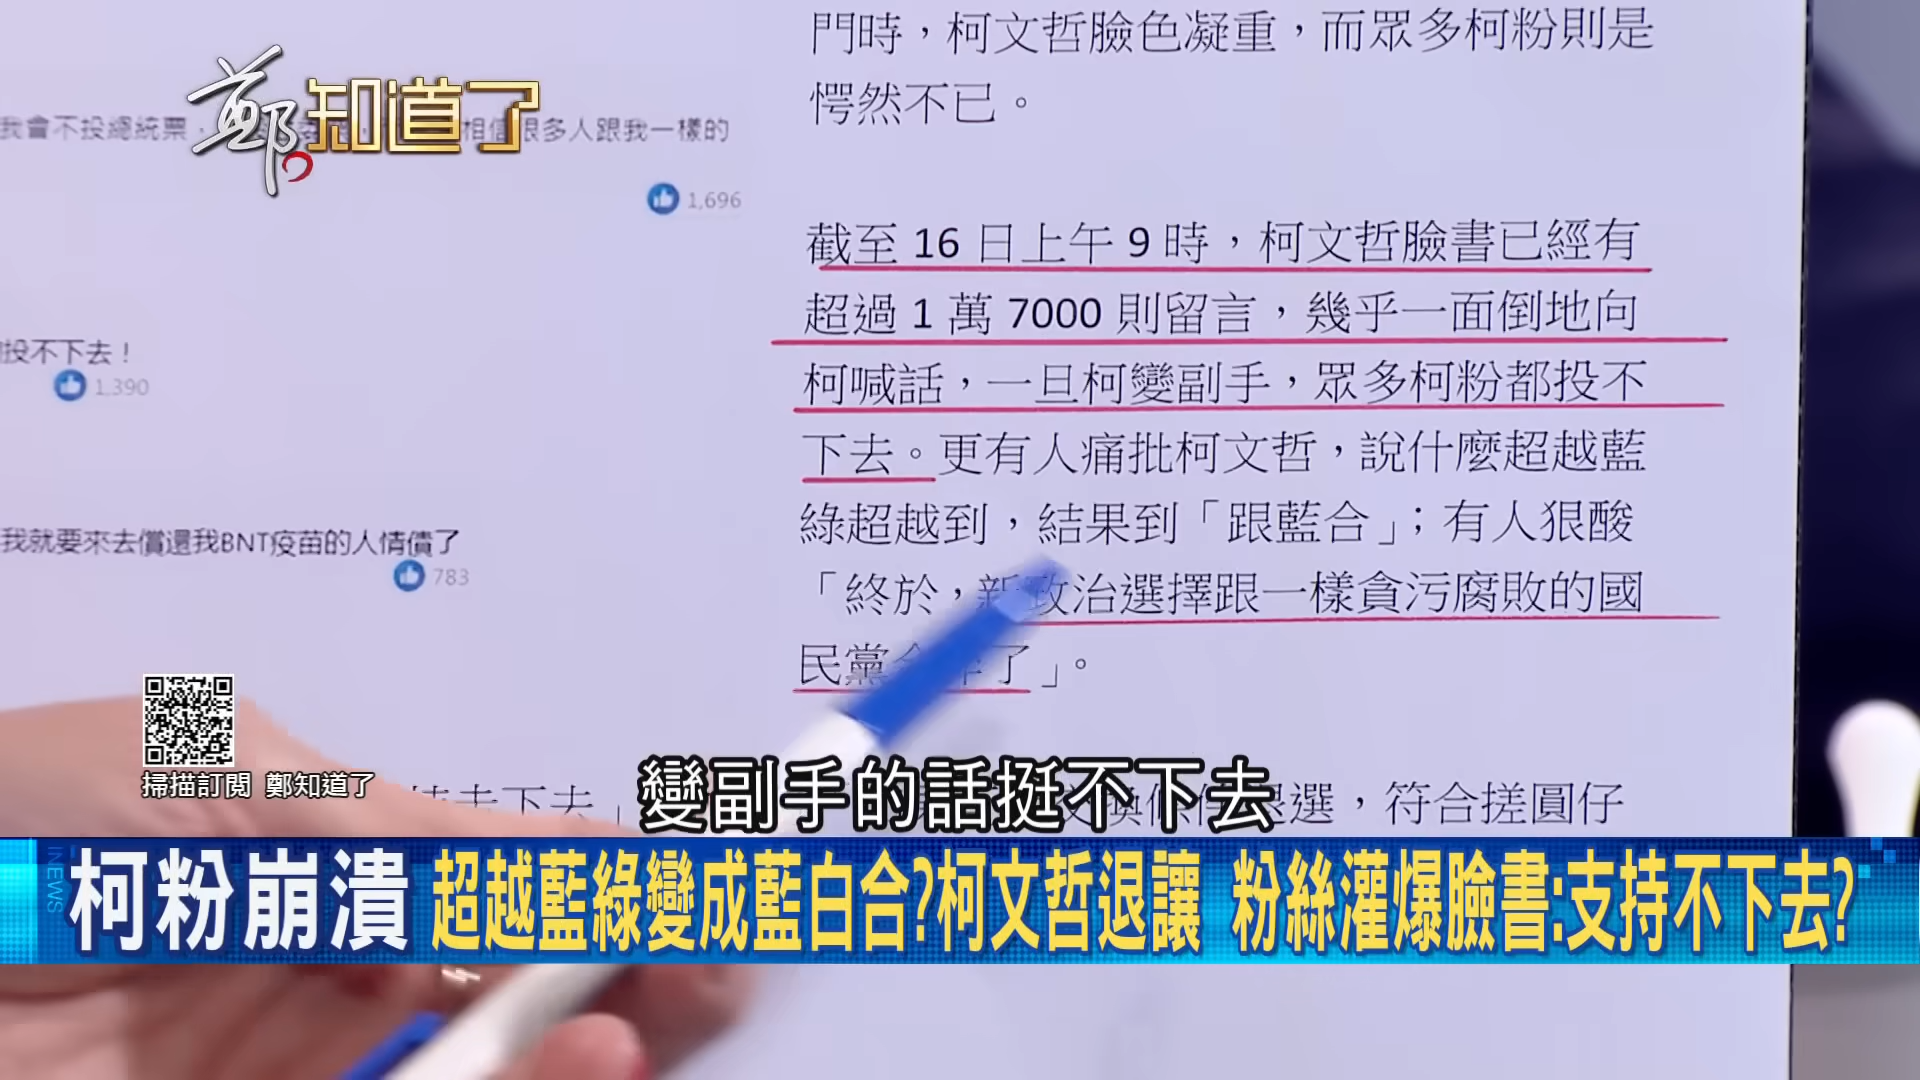 鄭知道了
我會不投總統票，
相信很多人跟我一樣的
1,696
投不下去！
1,390
我就要來去償還我BNT疫苗的人情債了
783
門時，柯文哲臉色凝重，而眾多柯粉則是
愕然不已。
截至 16 日上午 9 時，柯文哲臉書已經有
超過 1 萬 7000 則留言，幾乎一面倒地向
柯喊話，一旦柯變副手，眾多柯粉都投不
下去。更有人痛批柯文哲，說什麼超越藍
綠超越到，結果到「跟藍合」；有人狠酸
「終於，新政治選擇跟一樣貪污腐敗的國
民黨合作了」。
退選，符合搓圓仔
掃描訂閱 鄭知道了
變副手的話挺不下去
INEWS
柯粉崩潰 超越藍綠變成藍白合?柯文哲退讓 粉絲灌爆臉書:支持不下去?